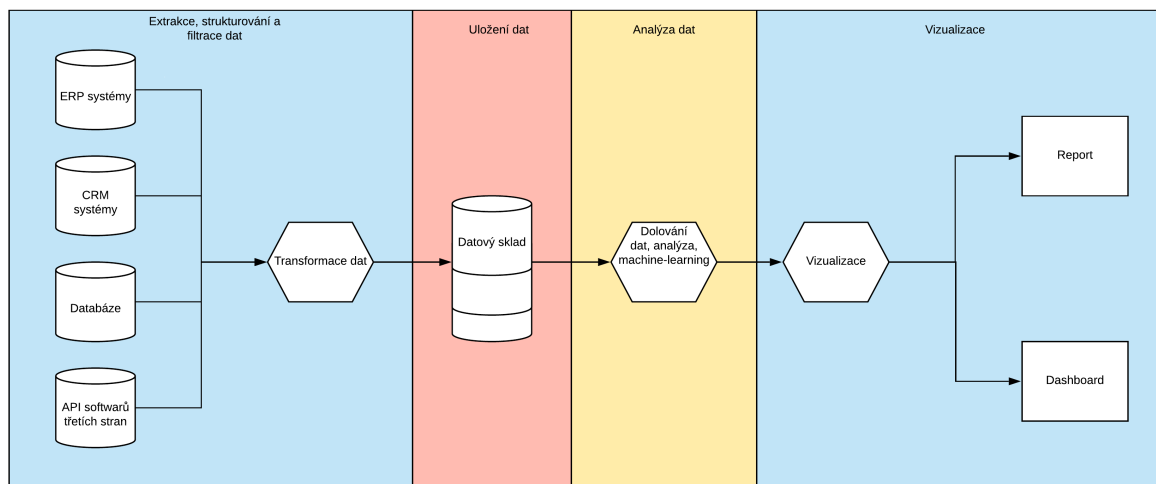 Extrakce, strukturování a
filtrace dat
Uložení dat
Analýza dat
Vizualizace
ERP systémy
CRM
systémy
Databáze
API softwarů
třetích stran
Transformace dat
Datový sklad
Dolování
dat, analýza,
machine-learning
Vizualizace
Report
Dashboard